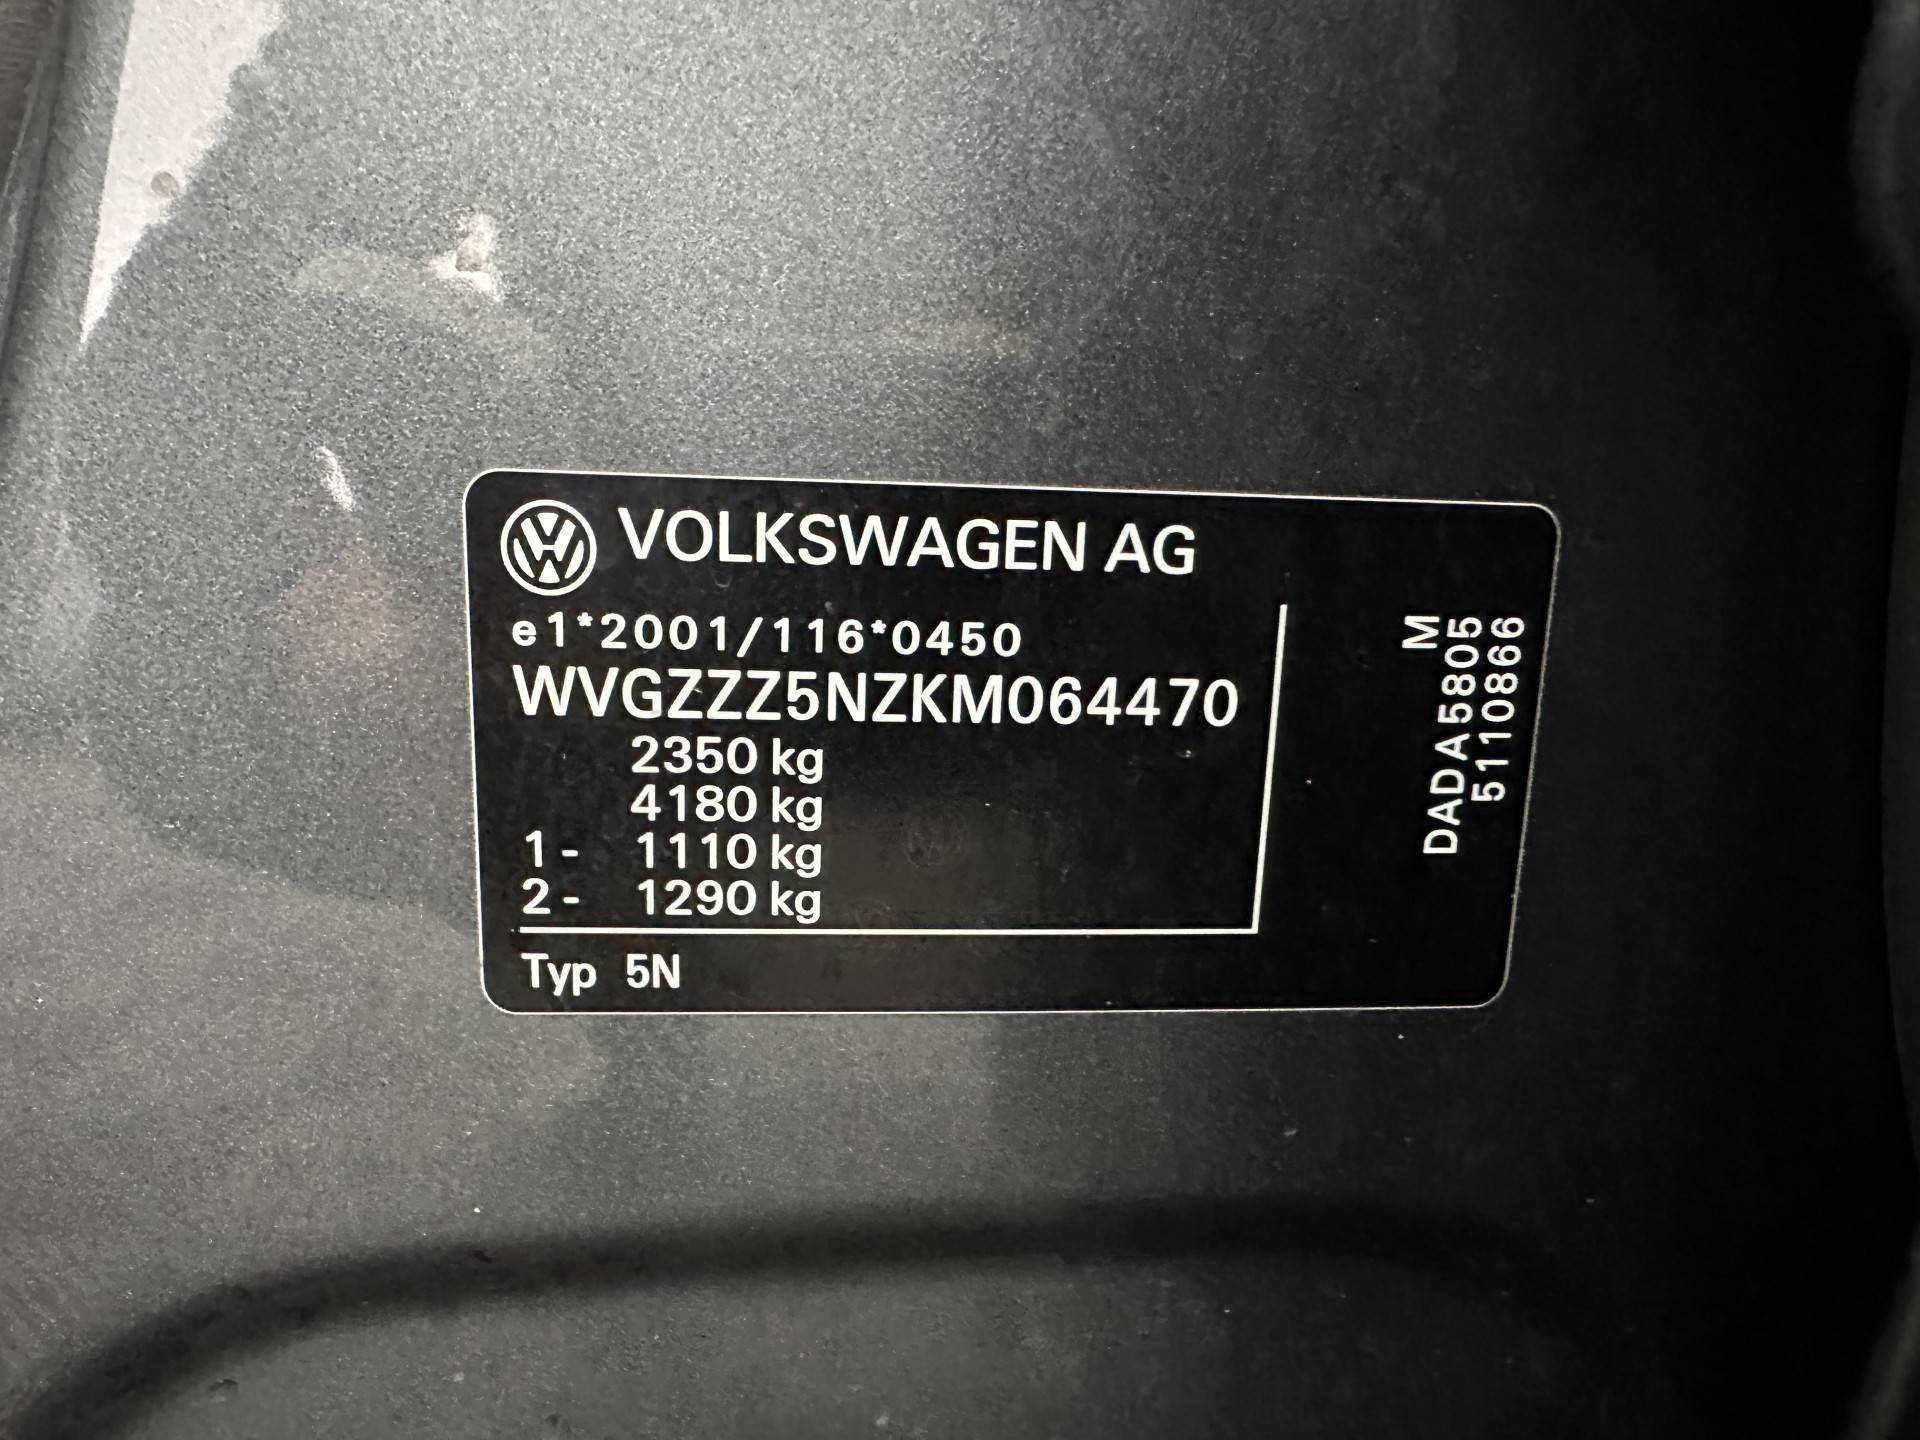 VOLKSWAGEN AG
e1*2001/116*0450
WVGZZZ5NZKM064470
2350 kg
4180 kg
1- 1110 kg
2- 1290 kg
Typ 5N
M
DADA5805
5110866